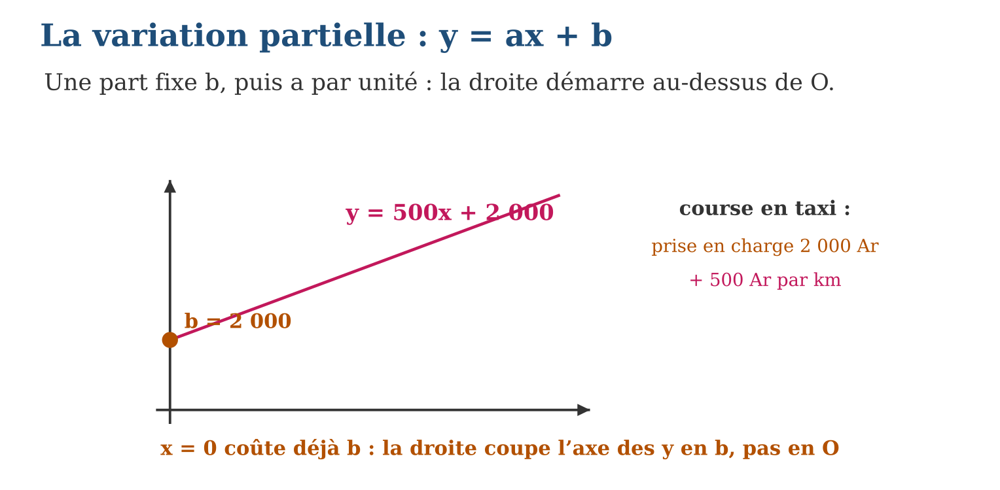 La variation partielle : y = ax + b
Une part fixe b, puis a par unité : la droite démarre au-dessus de O.
y = 500x + 2 000
course en taxi :
prise en charge 2 000 Ar
+ 500 Ar par km
b = 2 000
x = 0 coûte déjà b : la droite coupe l’axe des y en b, pas en O